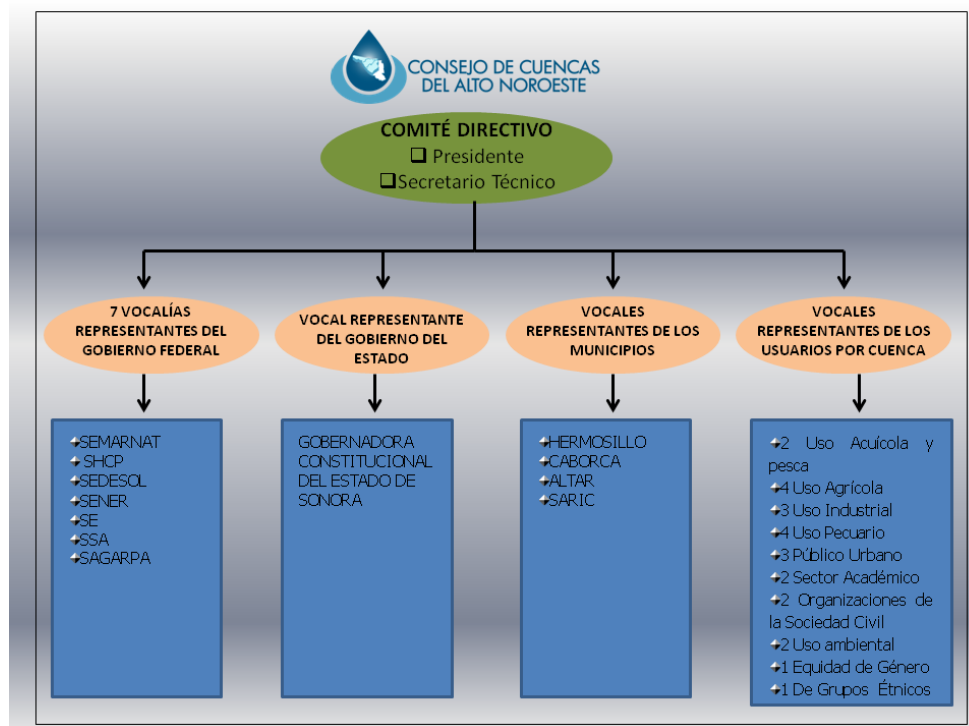 CONSEJO DE CUENCAS
DEL ALTO NOROESTE
COMITÉ DIRECTIVO
Presidente
Secretario Técnico
7 VOCALÍAS
REPRESENTANTES DEL
GOBIERNO FEDERAL
VOCAL REPRESENTANTE
DEL GOBIERNO DEL
ESTADO
VOCALES
REPRESENTANTES DE LOS
MUNICIPIOS
VOCALES
REPRESENTANTES DE LOS
USUARIOS POR CUENCA
SEMARNAT
SHCP
SEDESOL
SENER
SE
SSA
SAGARPA
GOBERNADORA
CONSTITUCIONAL
DEL ESTADO DE
SONORA
HERMOSILLO
CABORCA
ALTAR
SARIC
2 Uso Acuícola y
pesca
4 Uso Agrícola
3 Uso Industrial
4 Uso Pecuario
3 Público Urbano
2 Sector Académico
2 Organizaciones de
la Sociedad Civil
2 Uso ambiental
1 Equidad de Género
1 De Grupos Étnicos